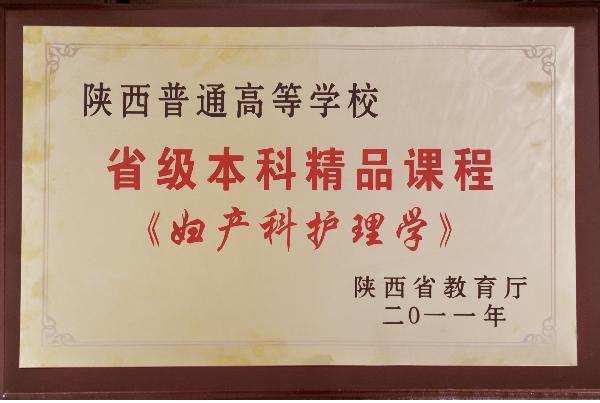 陕西普通高等学校
省级本科精品课程
《妇产科护理学》
陕西省教育厅
二0一一年